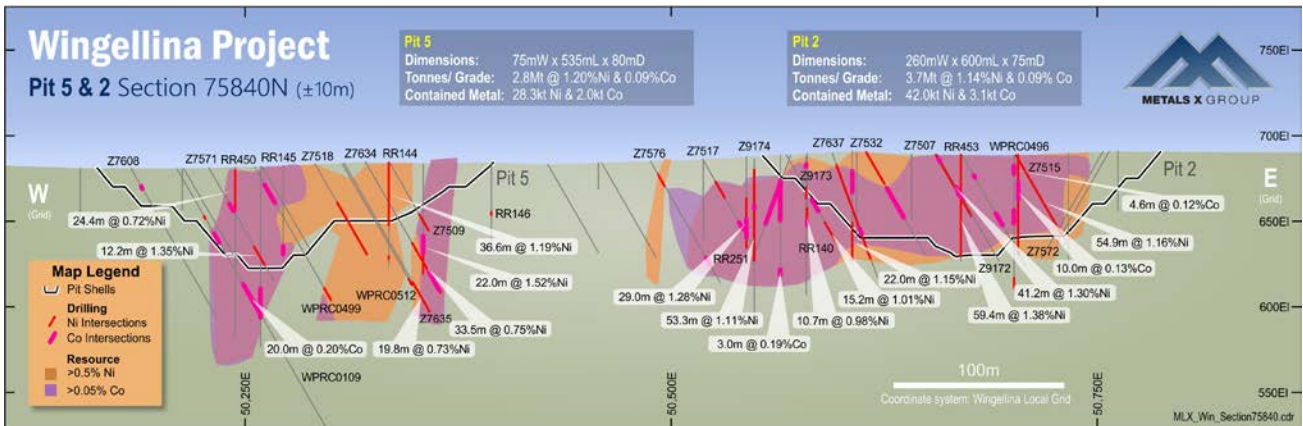 Wingellina Project
Pit 5 & 2 Section 75840N (±10m)
Pit 5
Dimensions: 75mW x 535mL x 80mD
Tonnes/ Grade: 2.8Mt @ 1.20%Ni & 0.09%Co
Contained Metal: 28.3kt Ni & 2.0kt Co
Pit 2
Dimensions: 260mW x 600mL x 75mD
Tonnes/ Grade: 3.7Mt @ 1.14%Ni & 0.09% Co
Contained Metal: 42.0kt Ni & 3.1kt Co
METALS X GROUP
750El
700El
650El
600El
550El
W
(Grid)
E
(Grid)
Z7608
Z7571
RR450
RR145
Z7518
Z7634
RR144
Pit 5
RR146
Z7509
Z7576
Z7517
Z9174
Z9173
Z7637
Z7532
Z7507
RR453
WPRC0496
Z7515
Pit 2
24.4m @ 0.72%Ni
12.2m @ 1.35%Ni
36.6m @ 1.19%Ni
22.0m @ 1.52%Ni
33.5m @ 0.75%Ni
19.8m @ 0.73%Ni
20.0m @ 0.20%Co
WPRC0499
WPRC0512
Z7635
WPRC0109
RR251
RR140
Z9172
Z7572
29.0m @ 1.28%Ni
53.3m @ 1.11%Ni
3.0m @ 0.19%Co
10.7m @ 0.98%Ni
15.2m @ 1.01%Ni
22.0m @ 1.15%Ni
59.4m @ 1.38%Ni
41.2m @ 1.30%Ni
10.0m @ 0.13%Co
54.9m @ 1.16%Ni
4.6m @ 0.12%Co
Map Legend
Pit Shells
Drilling
Ni Intersections
Co Intersections
Resource
>0.5% Ni
>0.05% Co
50,250E
50,500E
50,750E
100m
Coordinate system: Wingellina Local Grid
MLX_Win_Section75840.cdr